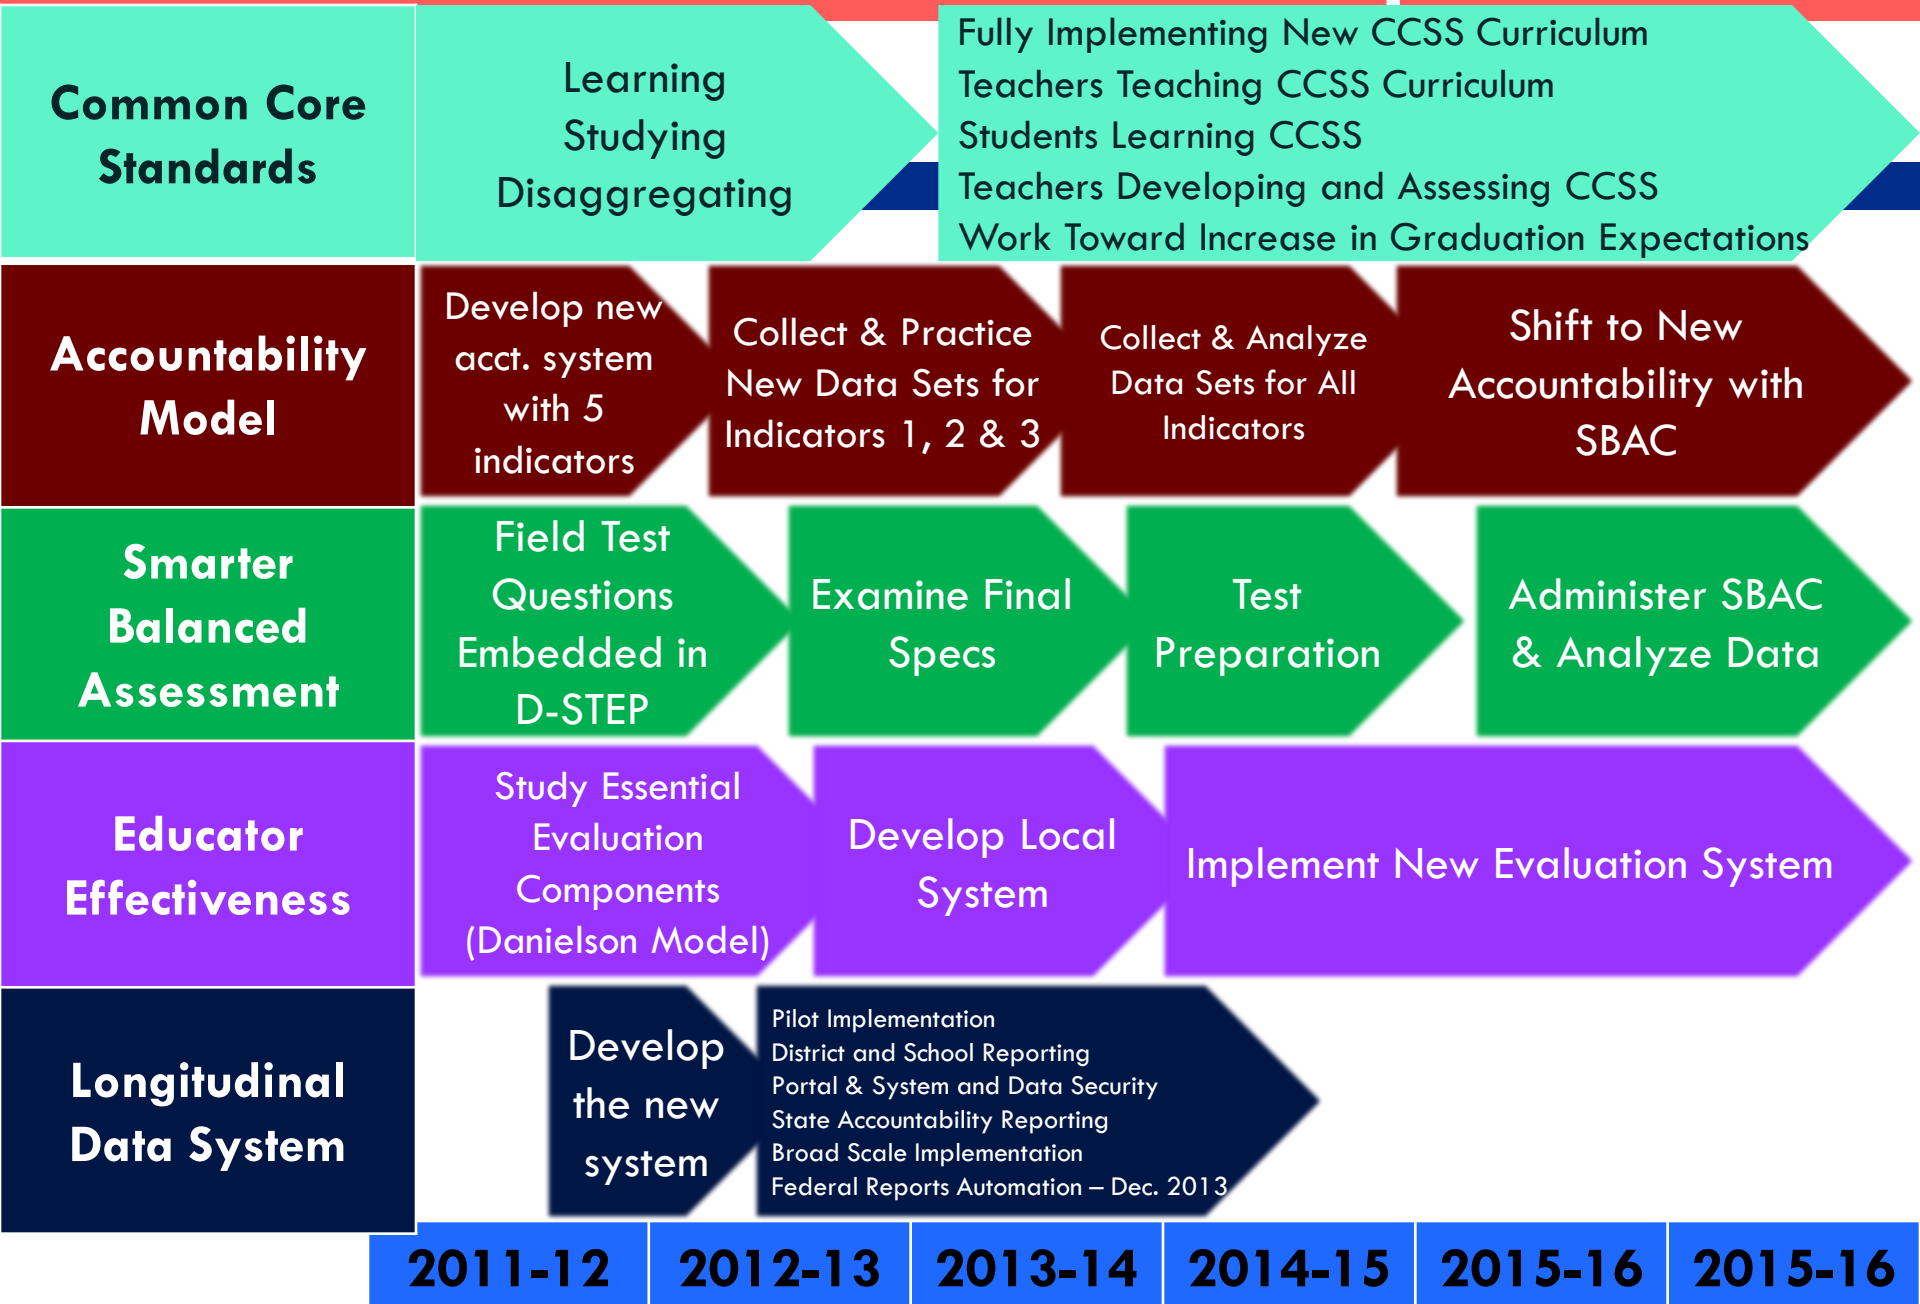 Common Core
Standards
Learning
Studying
Disaggregating
Fully Implementing New CCSS Curriculum
Teachers Teaching CCSS Curriculum
Students Learning CCSS
Teachers Developing and Assessing CCSS
Work Toward Increase in Graduation Expectations
Accountability
Model
Develop new
acct. system
with 5
indicators
Collect & Practice
New Data Sets for
Indicators 1, 2 & 3
Collect & Analyze
Data Sets for All
Indicators
Shift to New
Accountability with
SBAC
Smarter
Balanced
Assessment
Field Test
Questions
Embedded in
D-STEP
Examine Final
Specs
Test
Preparation
Administer SBAC
& Analyze Data
Educator
Effectiveness
Study Essential
Evaluation
Components
(Danielson Model)
Develop Local
System
Implement New Evaluation System
Longitudinal
Data System
Develop
the new
system
Pilot Implementation
District and School Reporting
Portal & System and Data Security
State Accountability Reporting
Broad Scale Implementation
Federal Reports Automation – Dec. 2013
2011-12
2012-13
2013-14
2014-15
2015-16
2015-16